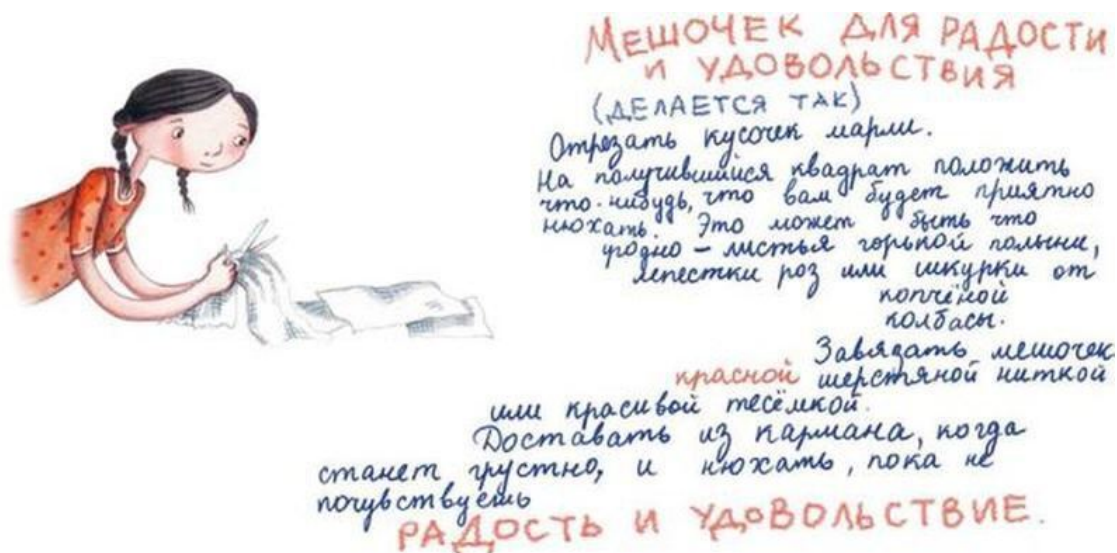 МЕШОЧЕК ДЛЯ РАДОСТИ
И УДОВОЛЬСТВИЯ
(ДЕЛАЕТСЯ ТАК)
Отрезать кусочек марли.
На получившийся квадрат положить
что-нибудь, что вам будет приятно
нюхать. Это может быть что
угодно – листья горькой полыни,
лепестки роз или шкурки от
копчёной
колбасы.
Завязать мешочек
красной шерстяной ниткой
или красивой тесёмкой.
Доставать из кармана, когда
станет грустно, и нюхать, пока не
почувствуешь
РАДОСТЬ И УДОВОЛЬСТВИЕ.